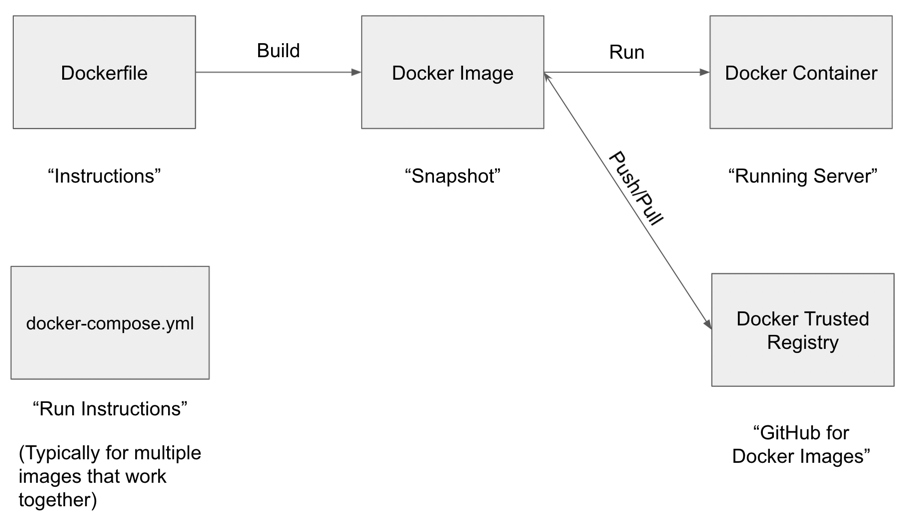 Dockerfile
Build
Docker Image
Run
Docker Container
“Instructions”
“Snapshot”
“Running Server”
Push/Pull
docker-compose.yml
Docker Trusted
Registry
“Run Instructions”
(Typically for multiple
images that work
together)
“GitHub for
Docker Images”